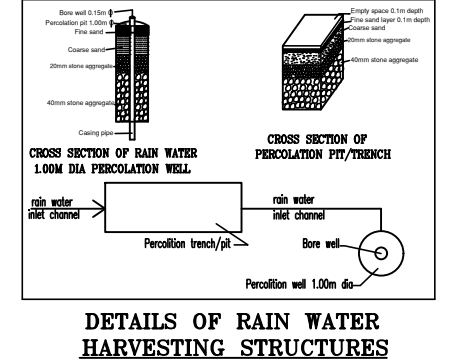 Bore well 0.15m ϕ
Percolation pit 1.00m ϕ
Fine sand
Coarse sand
20mm stone aggregate
40mm stone aggregate
Casing pipe
CROSS SECTION OF RAIN WATER
1.00M DIA PERCOLATION WELL
Empty space 0.1m depth
Fine sand layer 0.1m depth
Coarse sand
20mm stone aggregate
40mm stone aggregate
CROSS SECTION OF
PERCOLATION PIT/TRENCH
rain water
inlet channel
Percolition trench/pit
rain water
inlet channel
Bore well
Percolition well 1.00m dia
DETAILS OF RAIN WATER
HARVESTING STRUCTURES